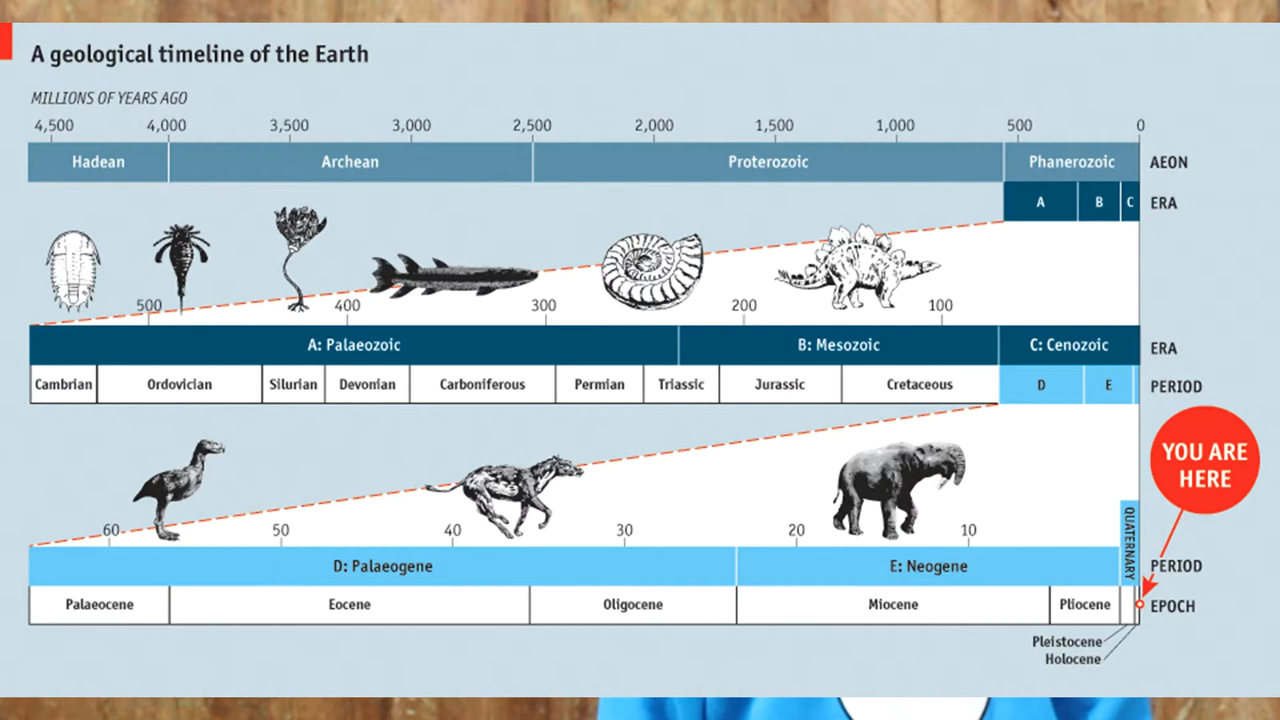 A geological timeline of the Earth
MILLIONS OF YEARS AGO
4,500 4,000 3,500 3,000 2,500 2,000 1,500 1,000 500 0
Hadean Archean Proterozoic Phanerozoic AEON
A B C ERA
500 400 300 200 100
A: Palaeozoic B: Mesozoic C: Cenozoic ERA
Cambrian Ordovician Silurian Devonian Carboniferous Permian Triassic Jurassic Cretaceous D E PERIOD
YOU ARE
HERE
60 50 40 30 20 10
QUATERNARY
D: Palaeogene E: Neogene PERIOD
Palaeocene Eocene Oligocene Miocene Pliocene EPOCH
Pleistocene
Holocene